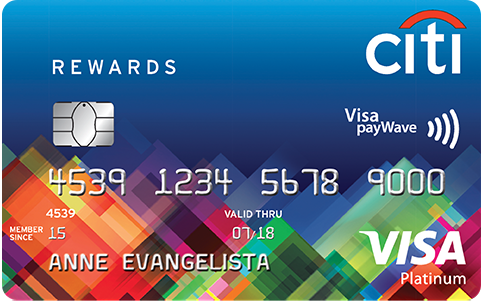 citi
REWARDS
Visa
payWave
4539 1234 5678 9000
4539 VALID THRU
MEMBER
SINCE 15 07/18
VISA
ANNE EVANGELISTA
Platinum